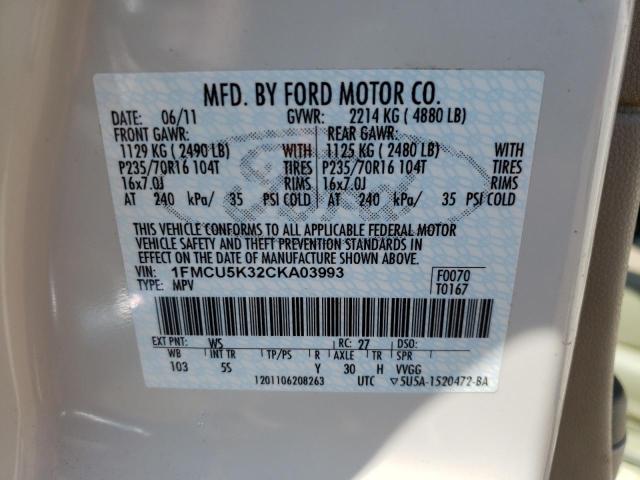 MFD. BY FORD MOTOR CO.
DATE: 06/11 GVWR: 2214 KG ( 4880 LB)
FRONT GAWR: REAR GAWR:
1129 KG ( 2490 LB) WITH 1125 KG ( 2480 LB) WITH
P235/70R16 104T TIRES P235/70R16 104T TIRES
16x7.0J RIMS 16x7.0J RIMS
AT 240 kPa/ 35 PSI COLD AT 240 kPa/ 35 PSI COLD
THIS VEHICLE CONFORMS TO ALL APPLICABLE FEDERAL MOTOR
VEHICLE SAFETY AND THEFT PREVENTION STANDARDS IN
EFFECT ON THE DATE OF MANUFACTURE SHOWN ABOVE.
VIN: 1FMCU5K32CKA03993 F0070
TYPE: MPV T0167
EXT PNT: WS RC: 27 DSO:
WB INT TR TP/PS R AXLE TR SPR
103 5S Y 30 H VVGG
1201106208263 UTC ▽5U5A-1520472-BA